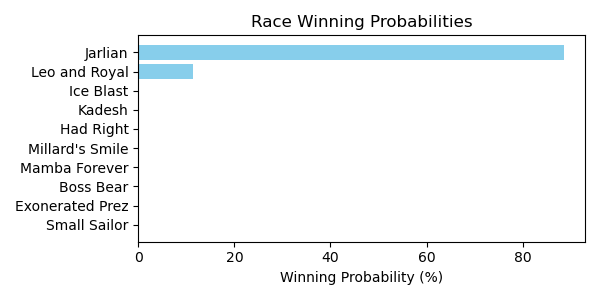 Race Winning Probabilities
Jarlian
Leo and Royal
Ice Blast
Kadesh
Had Right
Millard's Smile
Mamba Forever
Boss Bear
Exonerated Prez
Small Sailor
0 20 40 60 80
Winning Probability (%)